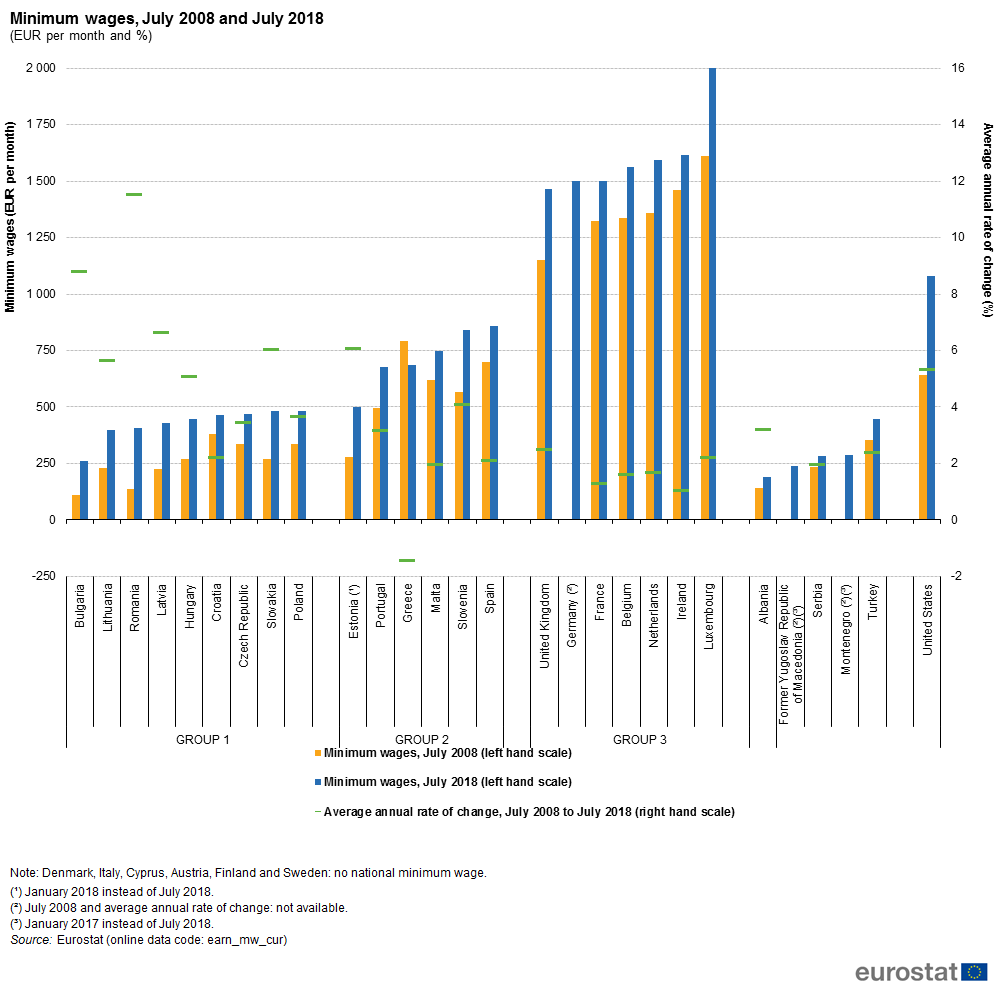 Minimum wages, July 2008 and July 2018
(EUR per month and %)
Minimum wages (EUR per month)
2 000
1 750
1 500
1 250
1 000
750
500
250
0
-250
16
14
12
10
8
6
4
2
0
-2
Average annual rate of change (%)
Bulgaria
Lithuania
Romania
Latvia
Hungary
Croatia
Czech Republic
Slovakia
Poland
Estonia (¹)
Portugal
Greece
Malta
Slovenia
Spain
United Kingdom
Germany (²)
France
Belgium
Netherlands
Ireland
Luxembourg
Albania
Former Yugoslav Republic
of Macedonia (²)(³)
Serbia
Montenegro (²)(³)
Turkey
United States
GROUP 1
GROUP 2
GROUP 3
Minimum wages, July 2008 (left hand scale)
Minimum wages, July 2018 (left hand scale)
Average annual rate of change, July 2008 to July 2018 (right hand scale)
Note: Denmark, Italy, Cyprus, Austria, Finland and Sweden: no national minimum wage.
(¹) January 2018 instead of July 2018.
(²) July 2008 and average annual rate of change: not available.
(³) January 2017 instead of July 2018.
Source: Eurostat (online data code: earn_mw_cur)
eurostat